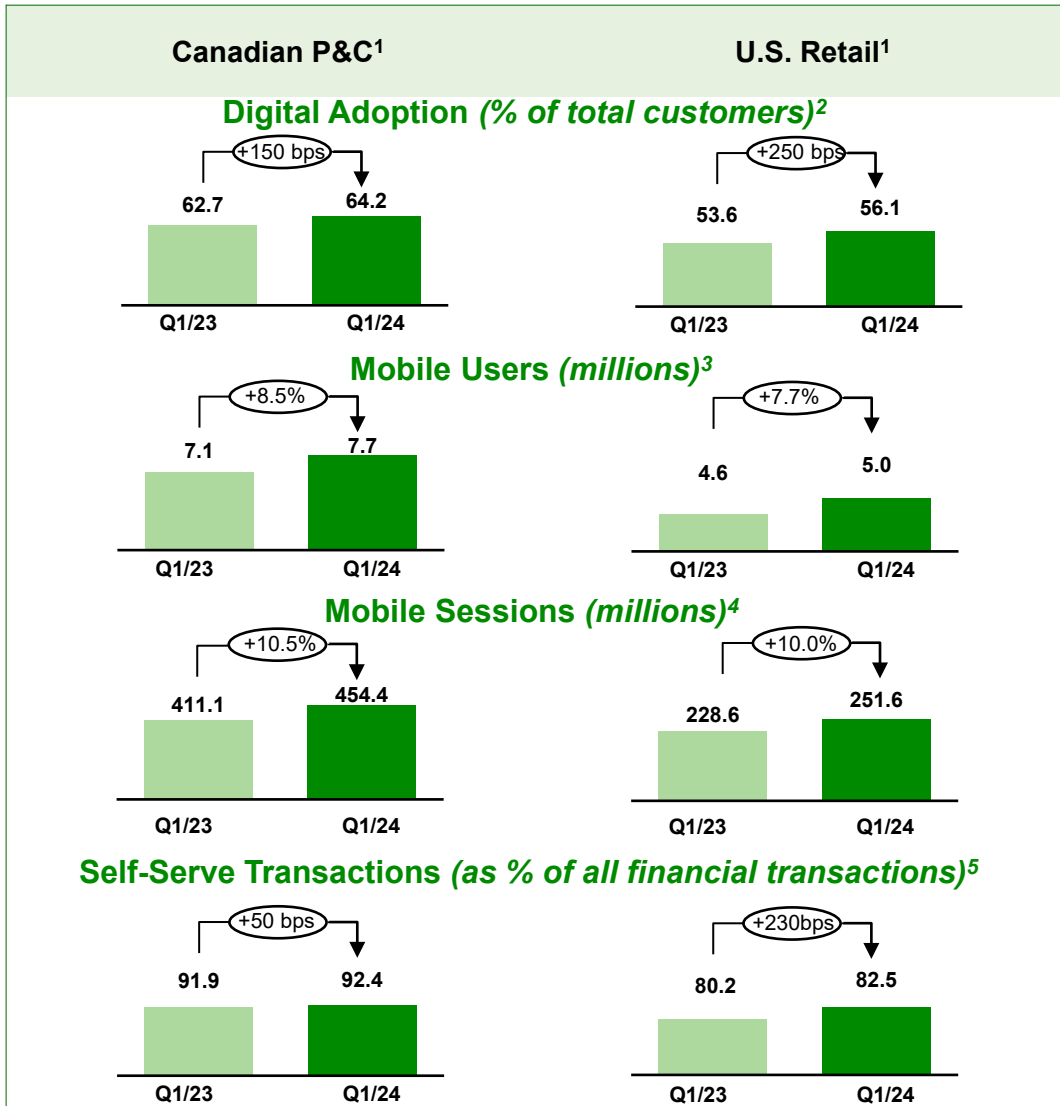 Canadian P&C¹ U.S. Retail¹
Digital Adoption (% of total customers)²
+150 bps +250 bps
62.7 64.2 53.6 56.1
Q1/23 Q1/24 Q1/23 Q1/24
Mobile Users (millions)³
+8.5% +7.7%
7.1 7.7 4.6 5.0
Q1/23 Q1/24 Q1/23 Q1/24
Mobile Sessions (millions)⁴
+10.5% +10.0%
411.1 454.4 228.6 251.6
Q1/23 Q1/24 Q1/23 Q1/24
Self-Serve Transactions (as % of all financial transactions)⁵
+50 bps +230bps
91.9 92.4 80.2 82.5
Q1/23 Q1/24 Q1/23 Q1/24